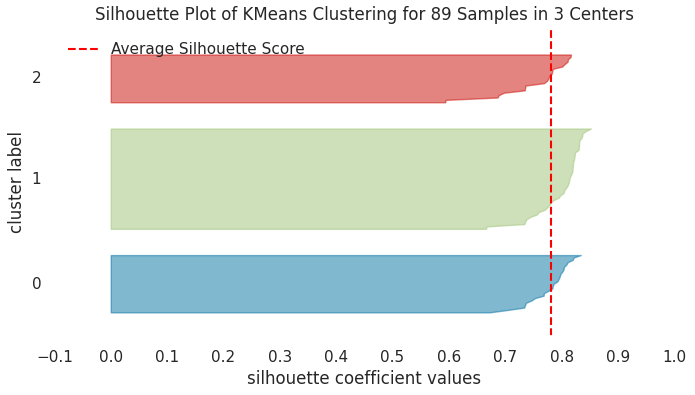 Silhouette Plot of KMeans Clustering for 89 Samples in 3 Centers
Average Silhouette Score
2
1
0
cluster label
−0.1 0.0 0.1 0.2 0.3 0.4 0.5 0.6 0.7 0.8 0.9 1.0
silhouette coefficient values